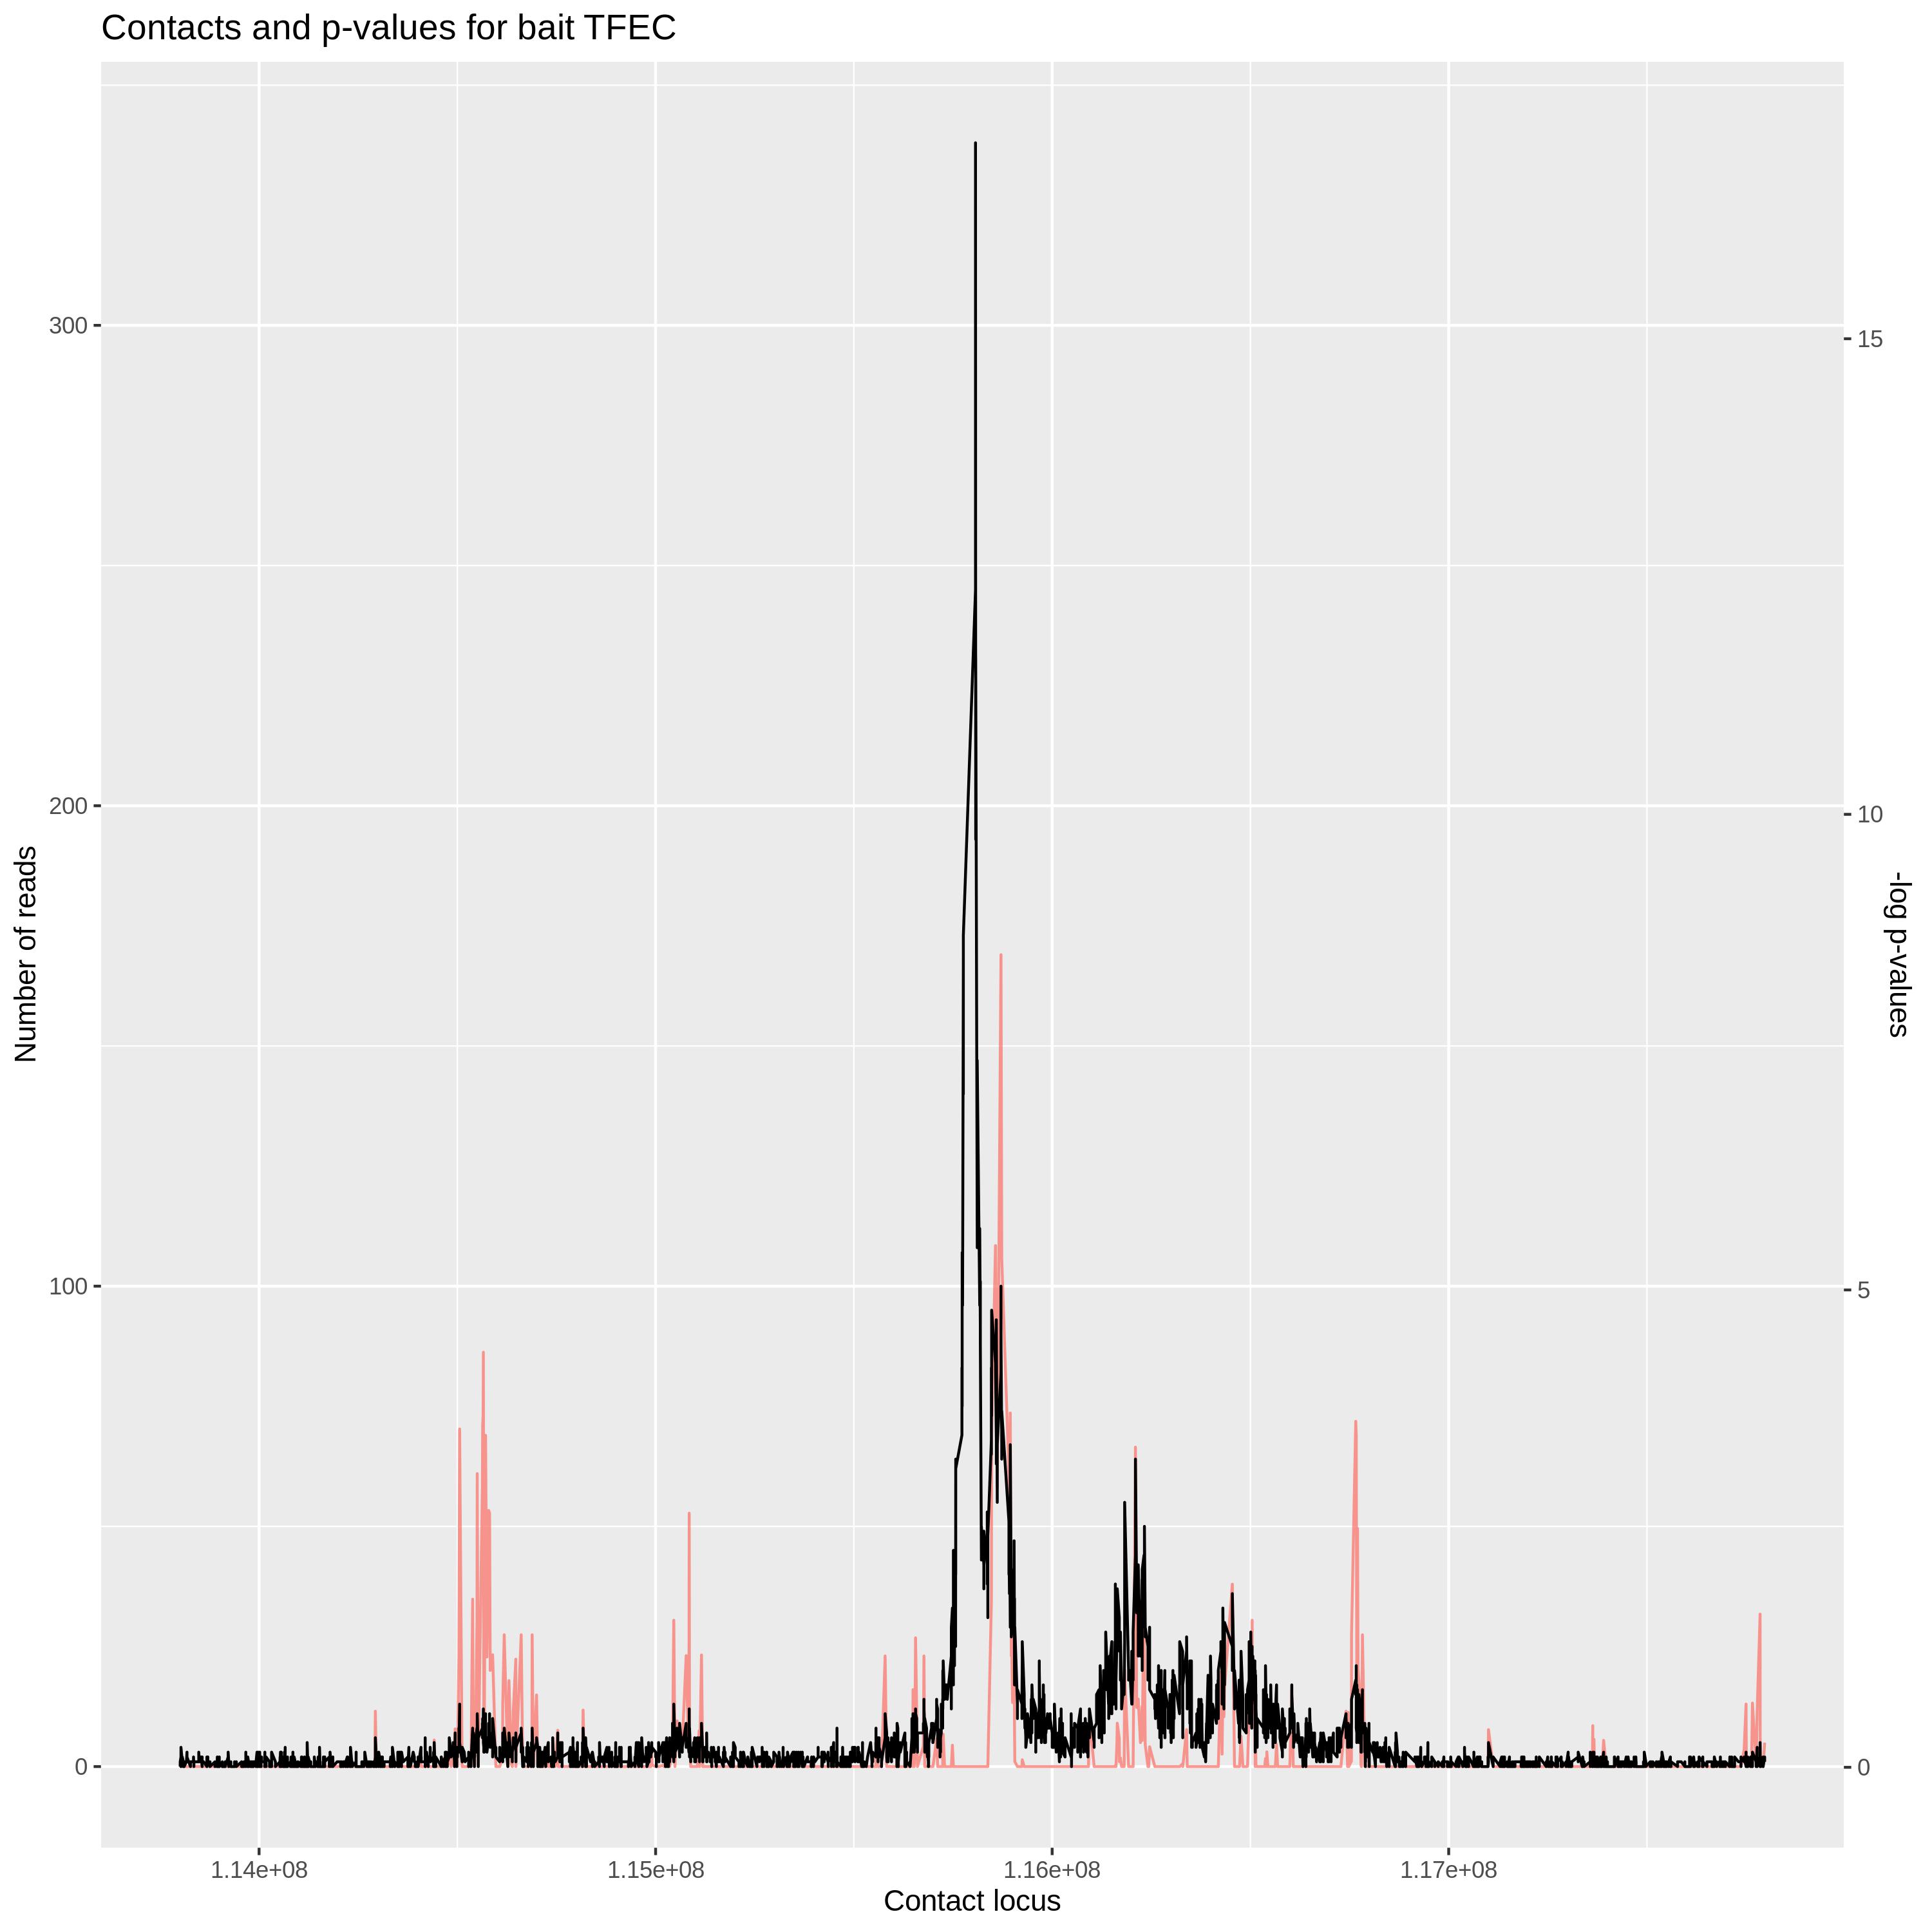 Contacts and p-values for bait TFEC
300
200
100
0
Number of reads
15
10
5
0
-log p-values
1.14e+08
1.15e+08
1.16e+08
1.17e+08
Contact locus